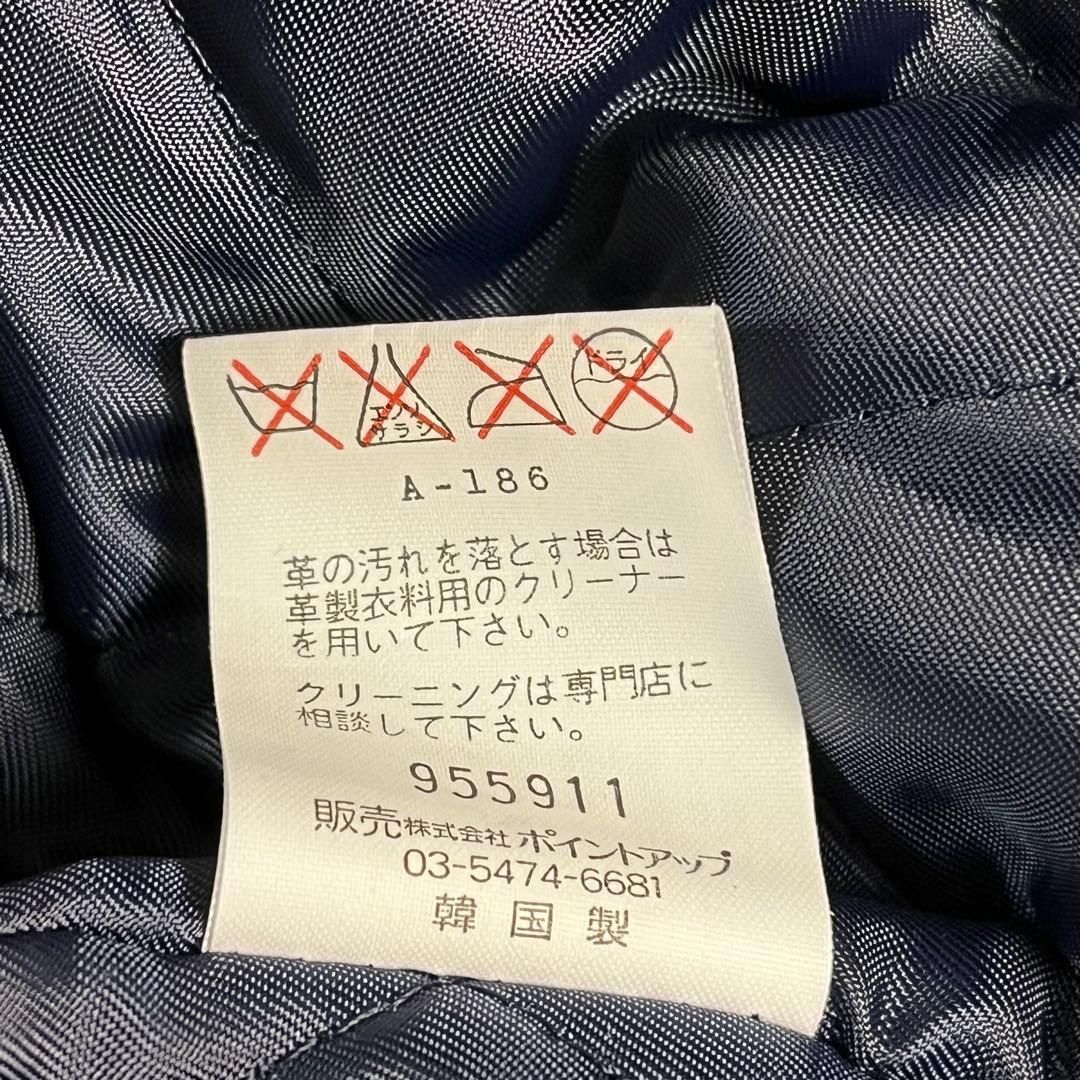 エンソ ドライ
サラシ
A-186
革の汚れを落とす場合は
革製衣料用のクリーナー
を用いて下さい。
クリーニングは専門店に
相談して下さい。
955911
販売株式会社 ポイントアップ
03-5474-6681
韓国製